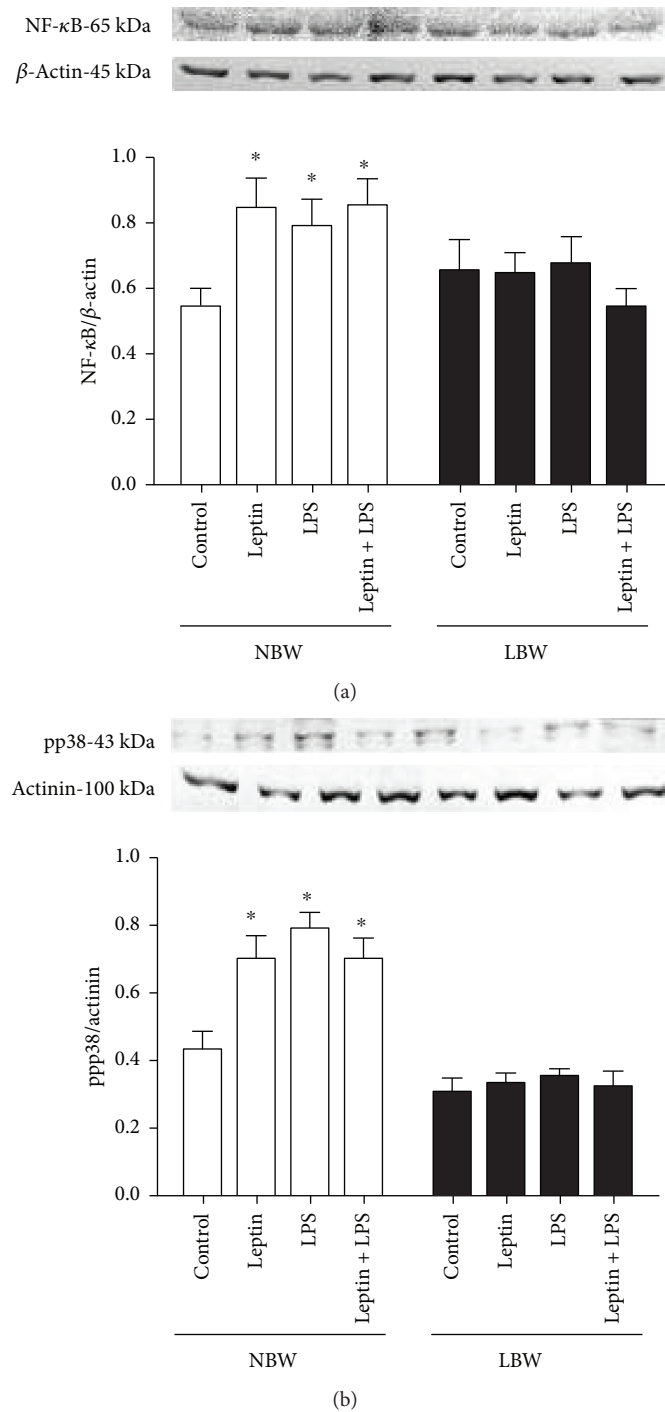 NF-κB-65 kDa
β-Actin-45 kDa
NF-κB/β-actin
1.0
0.8
0.6
0.4
0.2
0.0
*
*
*
Control
Leptin
LPS
Leptin + LPS
Control
Leptin
LPS
Leptin + LPS
NBW
LBW
(a)
pp38-43 kDa
Actinin-100 kDa
ppp38/actinin
1.0
0.8
0.6
0.4
0.2
0.0
*
*
*
Control
Leptin
LPS
Leptin + LPS
Control
Leptin
LPS
Leptin + LPS
NBW
LBW
(b)